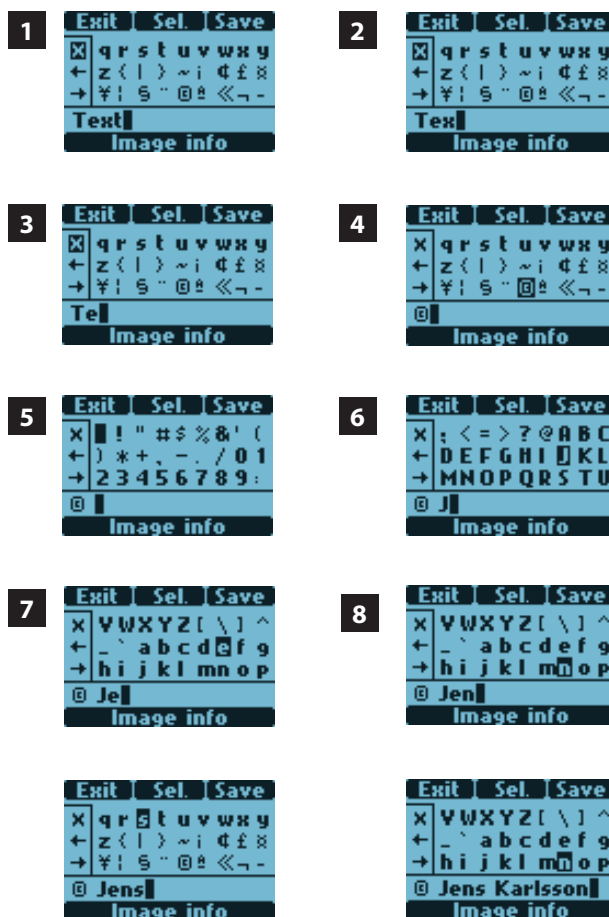 1
Exit Sel. Save
x q r s t u v w x y
← z { | } ~ ¡ ¢ £ ¤
→ ¥ ¦ § ¨ © ª « ¬ -
Text
Image info
2
Exit Sel. Save
x q r s t u v w x y
← z { | } ~ ¡ ¢ £ ¤
→ ¥ ¦ § ¨ © ª « ¬ -
Tex
Image info
3
Exit Sel. Save
x q r s t u v w x y
← z { | } ~ ¡ ¢ £ ¤
→ ¥ ¦ § ¨ © ª « ¬ -
Te
Image info
4
Exit Sel. Save
x q r s t u v w x y
← z { | } ~ ¡ ¢ £ ¤
→ ¥ ¦ § ¨ © ª « ¬ -
©
Image info
5
Exit Sel. Save
x ! " # $ % & ' (
← ) * + , - . / 0 1
→ 2 3 4 5 6 7 8 9 :
©
Image info
6
Exit Sel. Save
x ; < = > ? @ A B C
← D E F G H I J K L
→ M N O P Q R S T U
© J
Image info
7
Exit Sel. Save
x V W X Y Z [ \ ] ^
← _ ` a b c d e f g
→ h i j k l m n o p
© Je
Image info
8
Exit Sel. Save
x V W X Y Z [ \ ] ^
← _ ` a b c d e f g
→ h i j k l m n o p
© Jen
Image info
Exit Sel. Save
x q r s t u v w x y
← z { | } ~ ¡ ¢ £ ¤
→ ¥ ¦ § ¨ © ª « ¬ -
© Jens
Image info
Exit Sel. Save
x V W X Y Z [ \ ] ^
← _ ` a b c d e f g
→ h i j k l m n o p
© Jens Karlsson
Image info